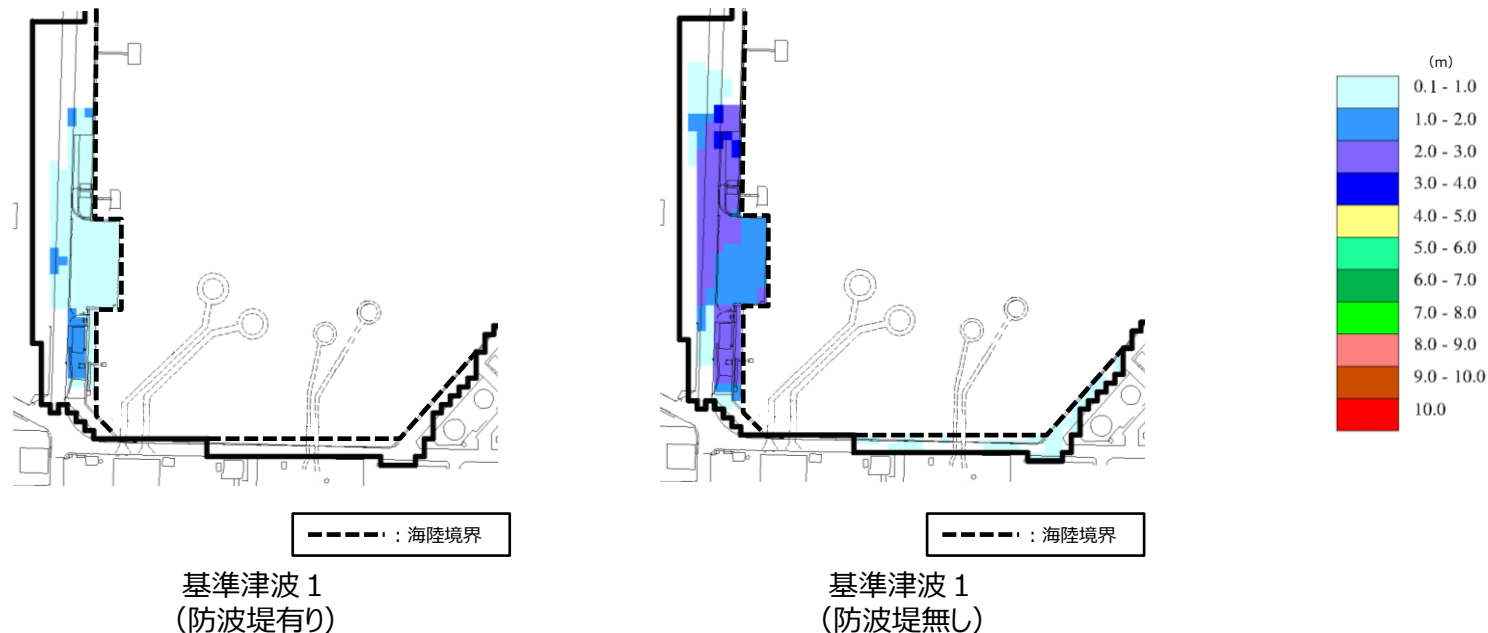 (m)
0.1 - 1.0
1.0 - 2.0
2.0 - 3.0
3.0 - 4.0
4.0 - 5.0
5.0 - 6.0
6.0 - 7.0
7.0 - 8.0
8.0 - 9.0
9.0 - 10.0
10.0
:海陸境界
:海陸境界
基準津波1
(防波堤有り)
基準津波1
(防波堤無し)